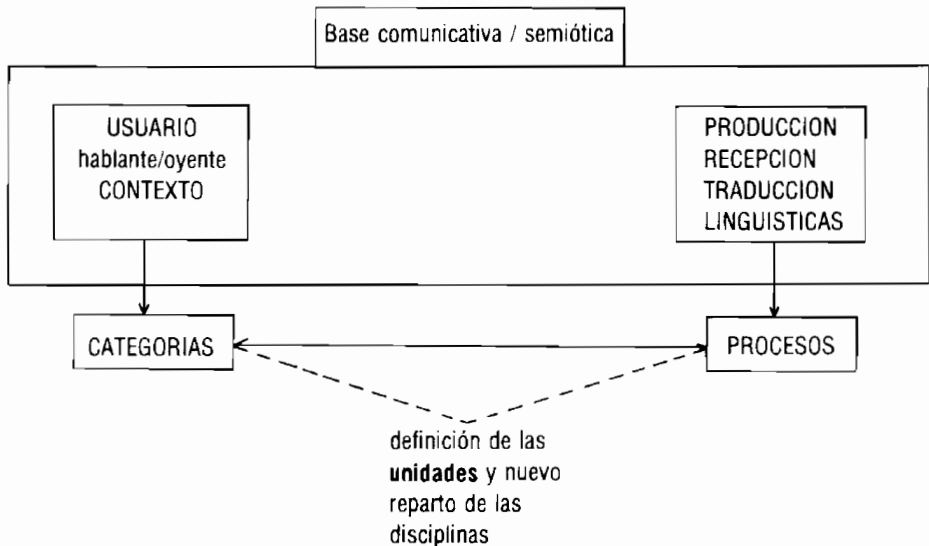 Base comunicativa / semiótica
USUARIO
hablante/oyente
CONTEXTO
PRODUCCION
RECEPCION
TRADUCCION
LINGUISTICAS
CATEGORIAS
PROCESOS
definición de las
unidades y nuevo
reparto de las
disciplinas